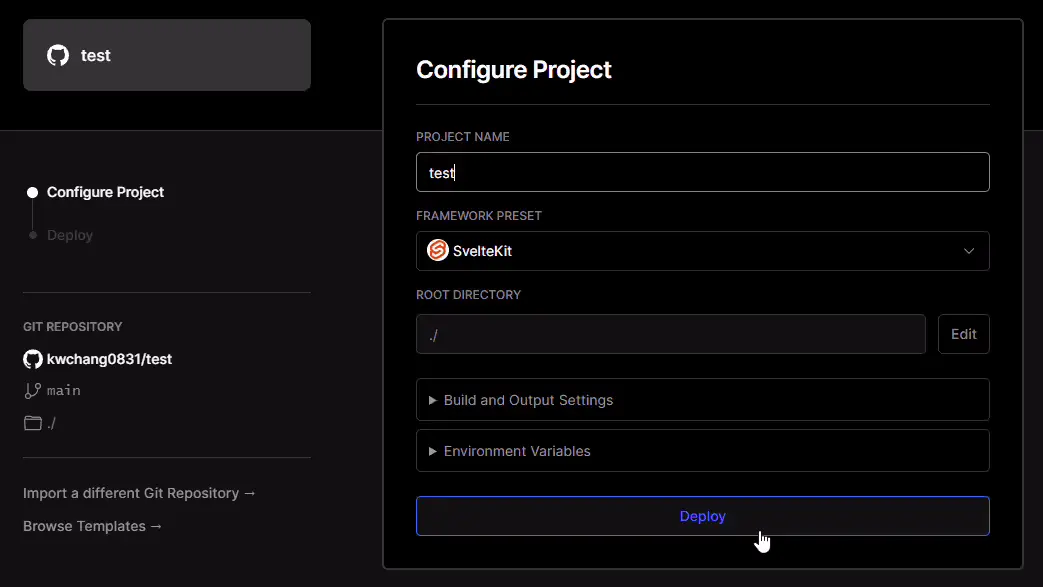 test
Configure Project
Deploy
GIT REPOSITORY
kwchang0831/test
main
./
Import a different Git Repository →
Browse Templates →
Configure Project
PROJECT NAME
test
FRAMEWORK PRESET
SvelteKit
ROOT DIRECTORY
./
Edit
Build and Output Settings
Environment Variables
Deploy